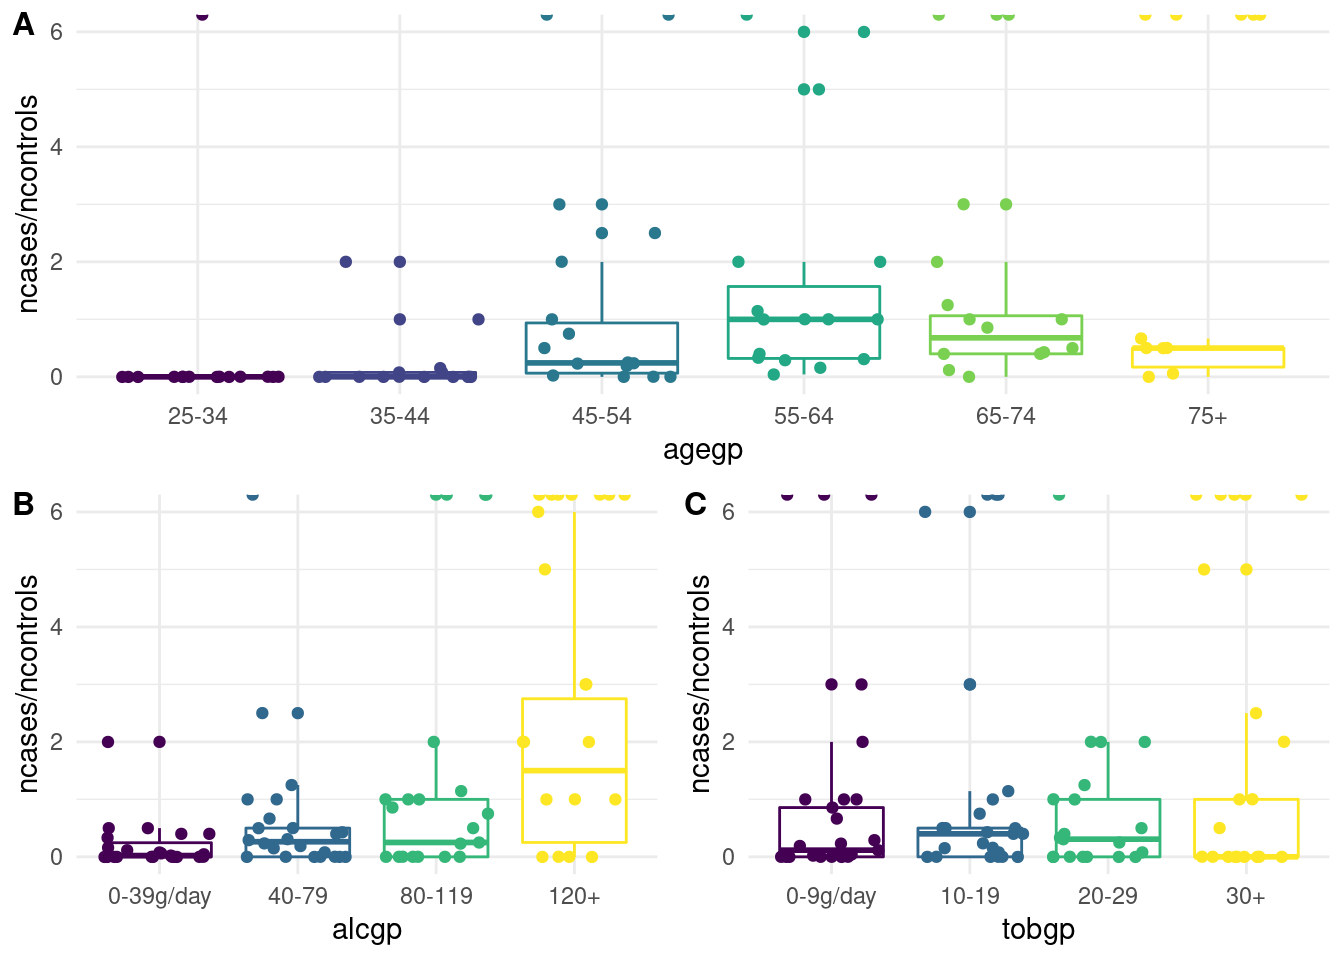 A
ncases/ncontrols
6
4
2
0
25-34 35-44 45-54 55-64 65-74 75+
agegp
B
ncases/ncontrols
6
4
2
0
0-39g/day 40-79 80-119 120+
alcgp
C
ncases/ncontrols
6
4
2
0
0-9g/day 10-19 20-29 30+
tobgp